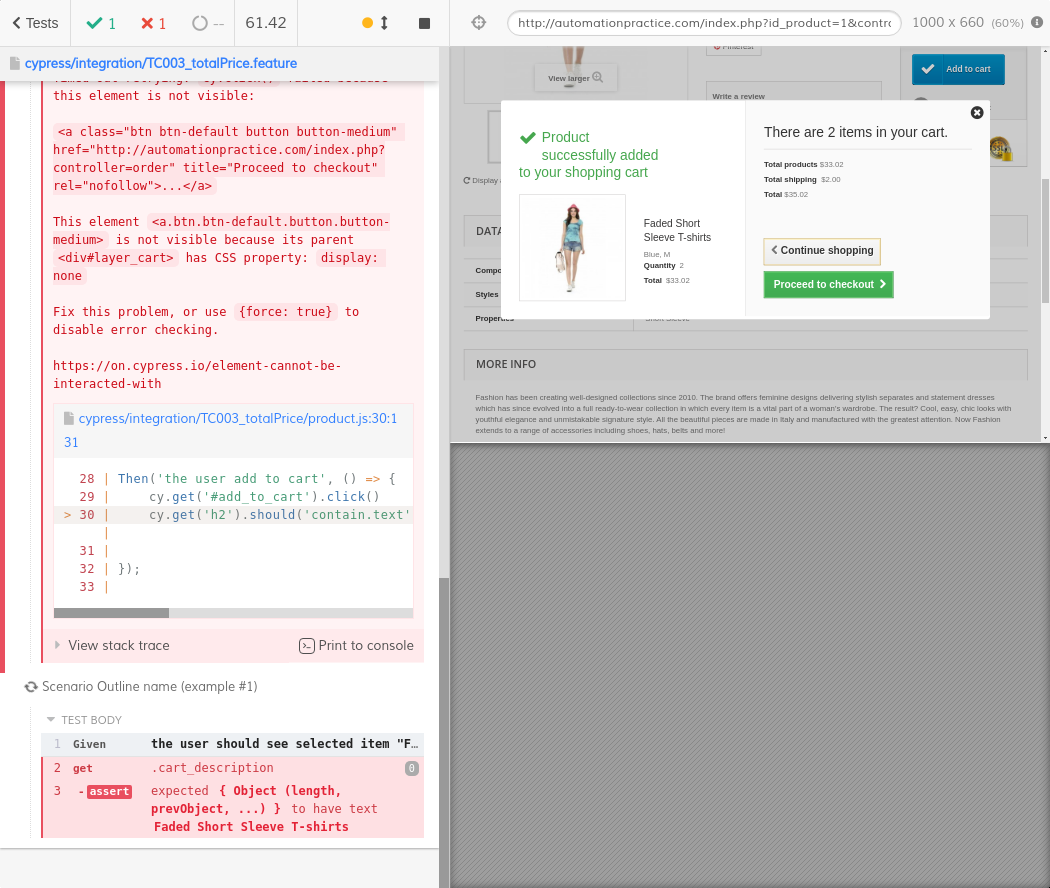 Tests
1
1
--
61.42
http://automationpractice.com/index.php?id_product=1&contro
1000 x 660 (60%)
cypress/integration/TC003_totalPrice.feature
this element is not visible:
<a class="btn btn-default button button-medium"
href="http://automationpractice.com/index.php?
controller=order" title="Proceed to checkout"
rel="nofollow">...</a>
This element <a.btn.btn-default.button.button-
medium> is not visible because its parent
<div#layer_cart> has CSS property: display:
none
Fix this problem, or use {force: true} to
disable error checking.
https://on.cypress.io/element-cannot-be-
interacted-with
cypress/integration/TC003_totalPrice/product.js:30:1
31
28 | Then('the user add to cart', () => {
29 |     cy.get('#add_to_cart').click()
> 30 |     cy.get('h2').should('contain.text'
|
31 |
32 | });
33 |
View stack trace
Print to console
Scenario Outline name (example #1)
TEST BODY
1 Given the user should see selected item "F…
2 get .cart_description 0
3 -assert expected { Object (length,
prevObject, ...) } to have text
Faded Short Sleeve T-shirts
Pinterest
View larger
Add to cart
Write a review
Product
successfully added
to your shopping cart
There are 2 items in your cart.
Total products $33.02
Total shipping $2.00
Total $35.02
Display
DATA
Faded Short
Sleeve T-shirts
Blue, M
Quantity 2
Total $33.02
Continue shopping
Proceed to checkout
Compo
Styles
Properties
Short Sleeve
MORE INFO
Fashion has been creating well-designed collections since 2010. The brand offers feminine designs delivering stylish separates and statement dresses
which has since evolved into a full ready-to-wear collection in which every item is a vital part of a woman's wardrobe. The result? Cool, easy, chic looks with
youthful elegance and unmistakable signature style. All the beautiful pieces are made in Italy and manufactured with the greatest attention. Now Fashion
extends to a range of accessories including shoes, hats, belts and more!